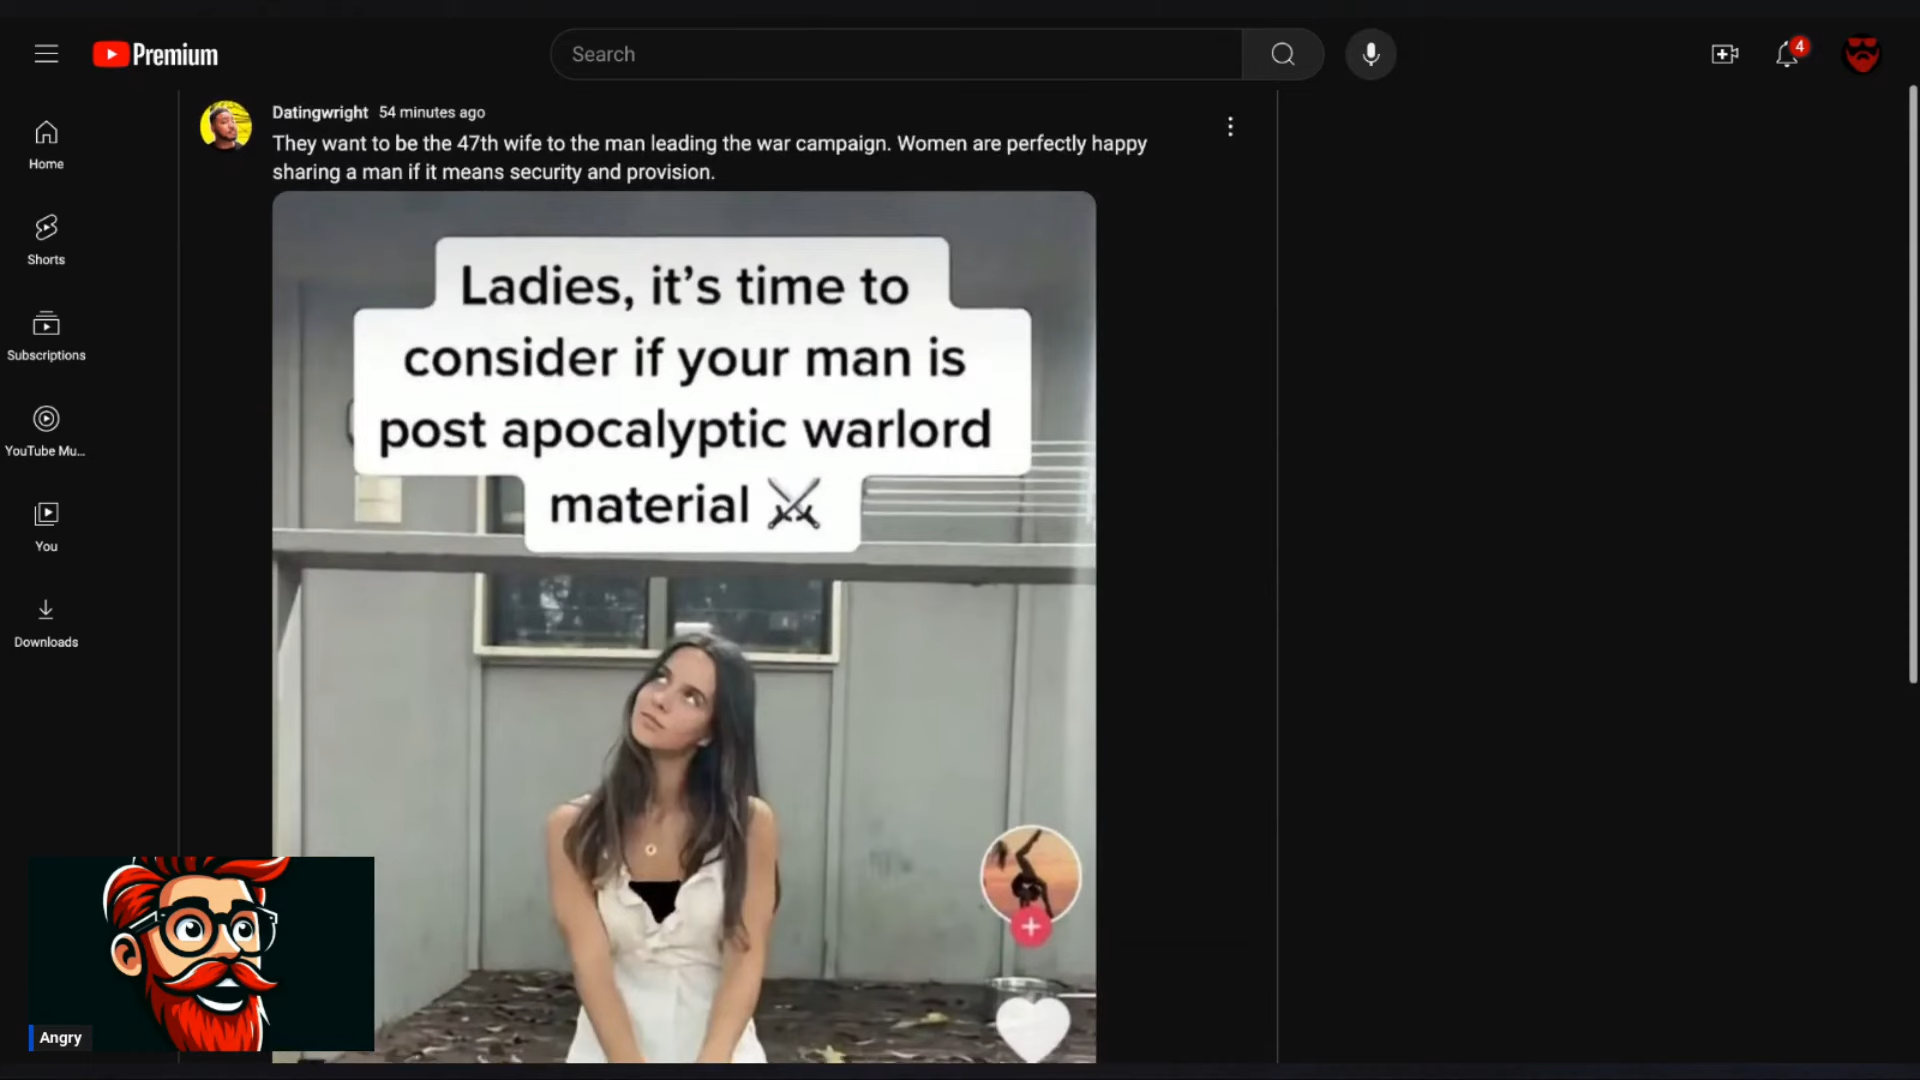 Premium
Search
4
Home
Shorts
Subscriptions
YouTube Mu...
You
Downloads
Datingwright 54 minutes ago
They want to be the 47th wife to the man leading the war campaign. Women are perfectly happy
sharing a man if it means security and provision.
Ladies, it’s time to
consider if your man is
post apocalyptic warlord
material ⚔
Angry